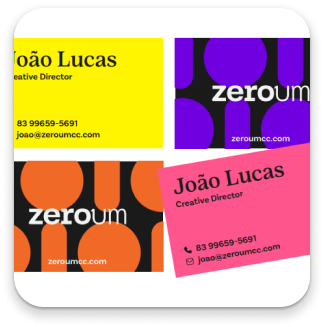 João Lucas
Creative Director
83 99659-5691
joao@zeroumcc.com
zeroum
zeroumcc.com
zeroum
zeroumcc.com
João Lucas
Creative Director
83 99659-5691
joao@zeroumcc.com